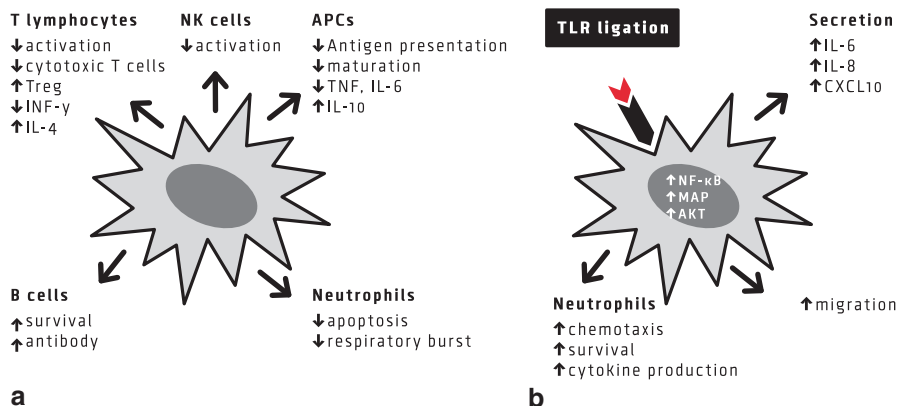 T lymphocytes
↓activation
↓cytotoxic T cells
↑Treg
↓INF-γ
↑IL-4
NK cells
↓activation
APCs
↓Antigen presentation
↓maturation
↓TNF, IL-6
↑IL-10
B cells
↑survival
↑antibody
Neutrophils
↓apoptosis
↓respiratory burst
a
TLR ligation
Secretion
↑IL-6
↑IL-8
↑CXCL10
↑NF-κB
↑MAP
↑AKT
Neutrophils
↑chemotaxis
↑survival
↑cytokine production
↑migration
b